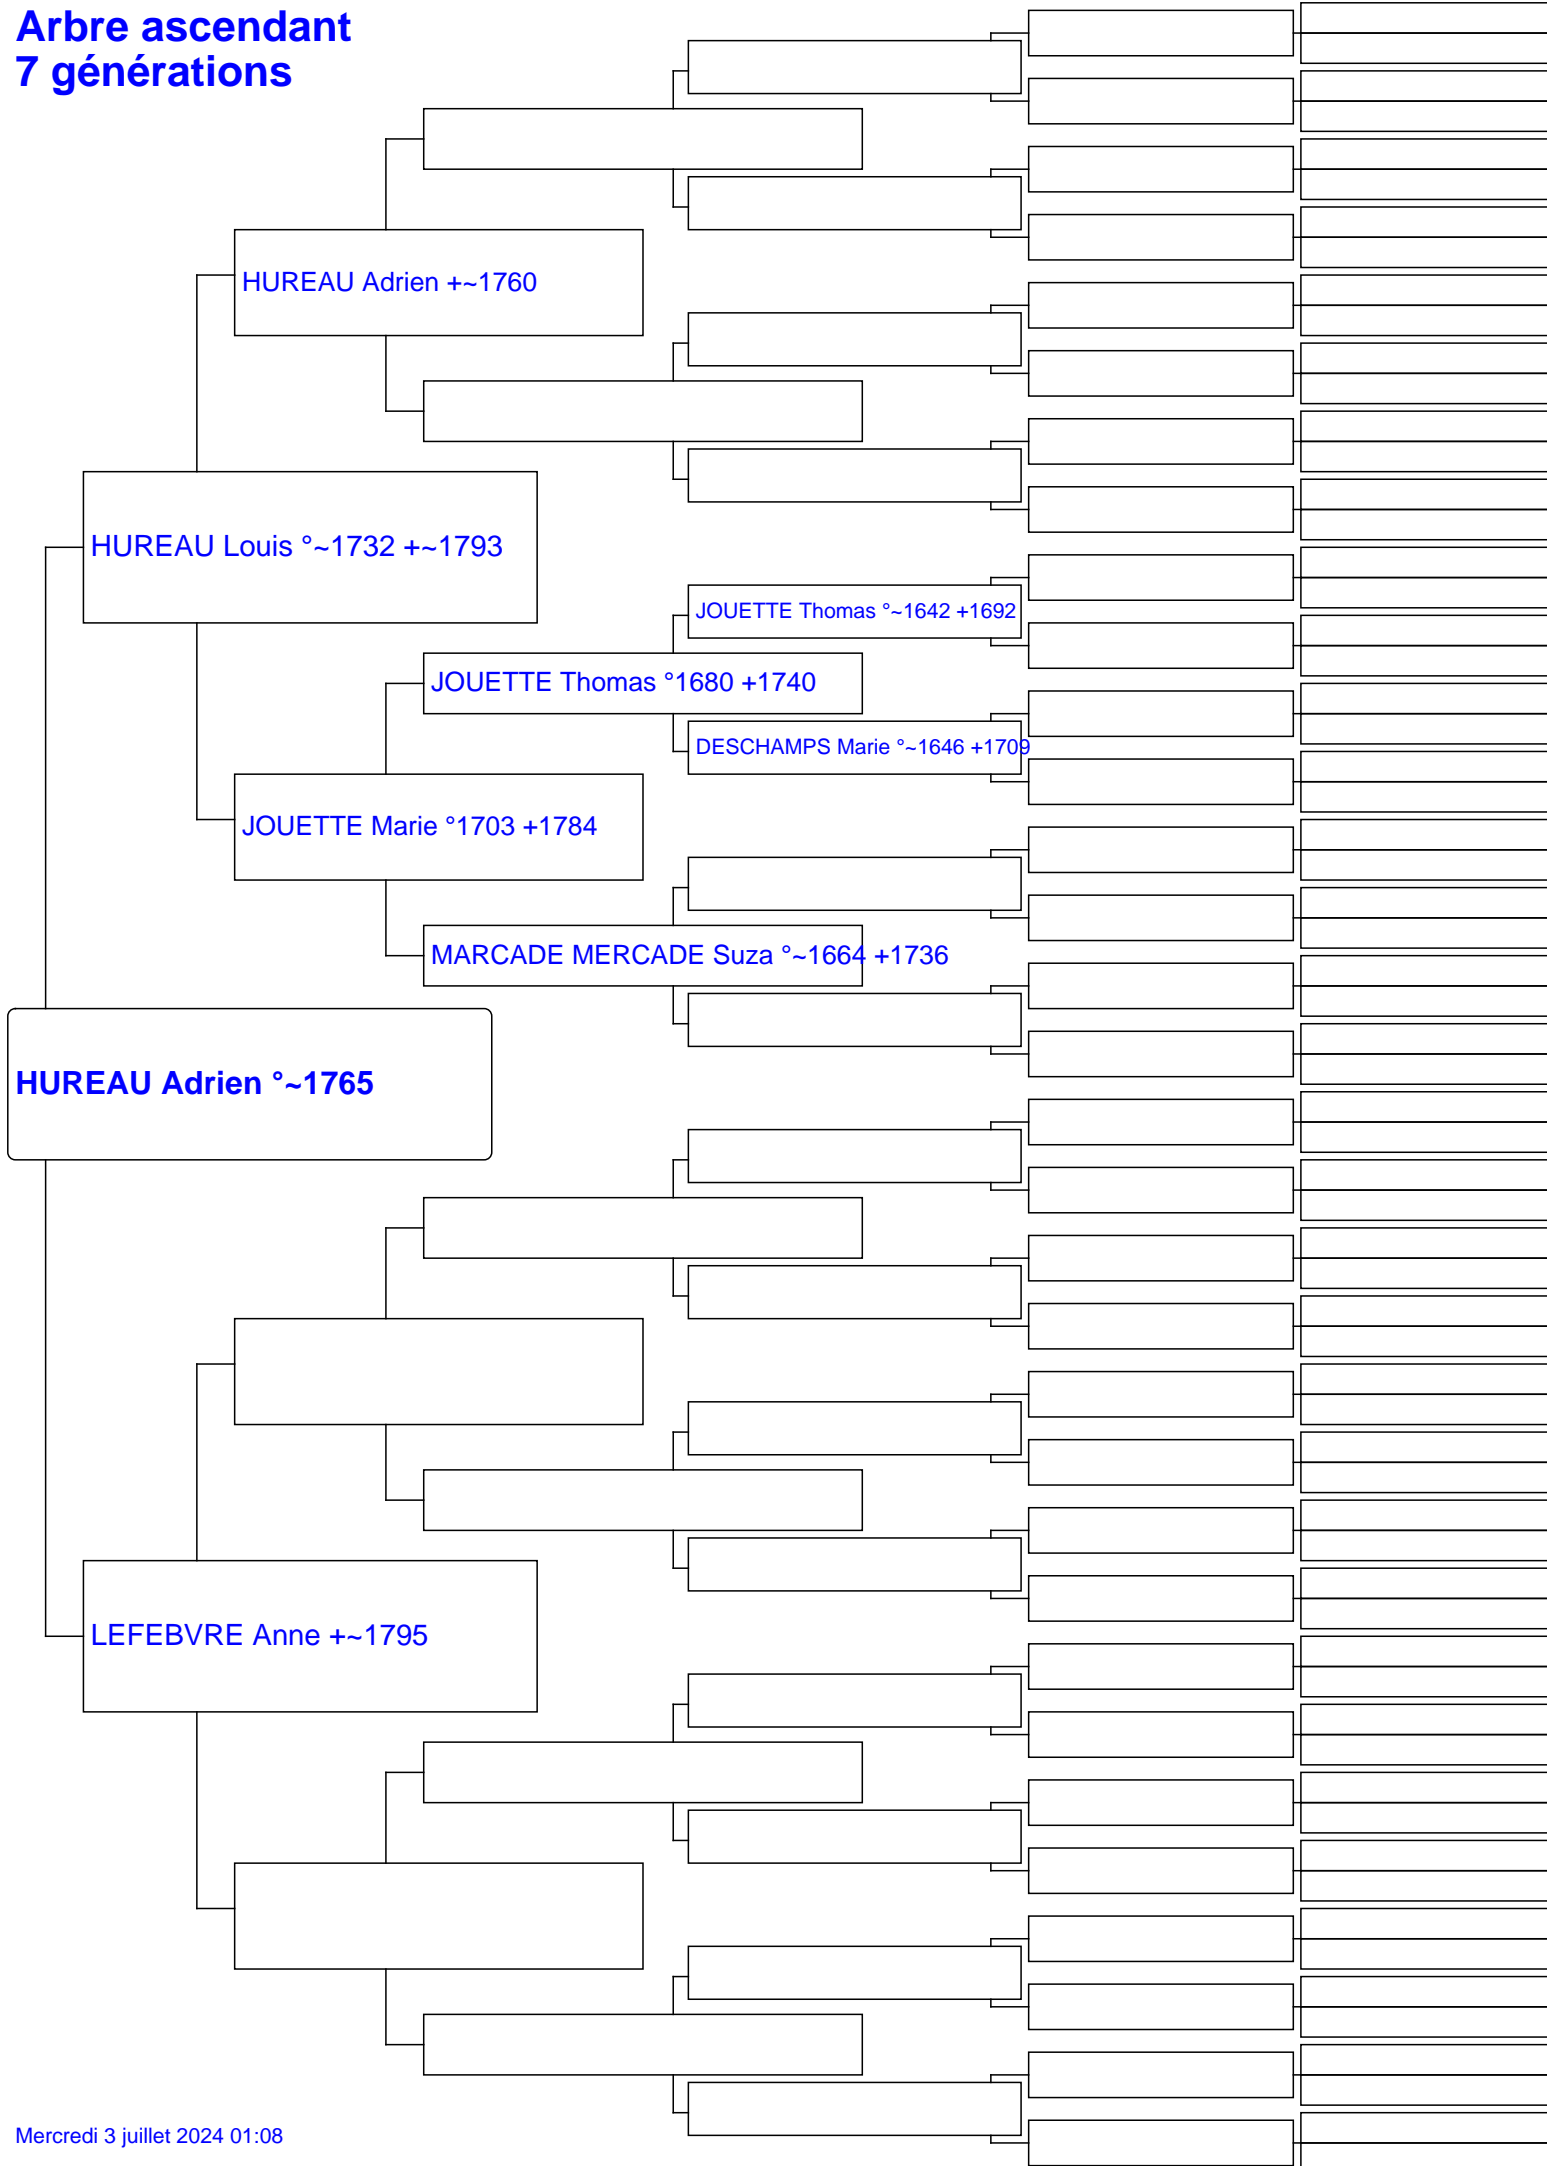 Arbre ascendant
7 générations
HUREAU Adrien +~1760
HUREAU Louis °~1732 +~1793
JOUETTE Thomas °~1642 +1692
JOUETTE Thomas °1680 +1740
DESCHAMPS Marie °~1646 +1709
JOUETTE Marie °1703 +1784
MARCADE MERCADE Suza °~1664 +1736
HUREAU Adrien °~1765
LEFEBVRE Anne +~1795
Mercredi 3 juillet 2024 01:08